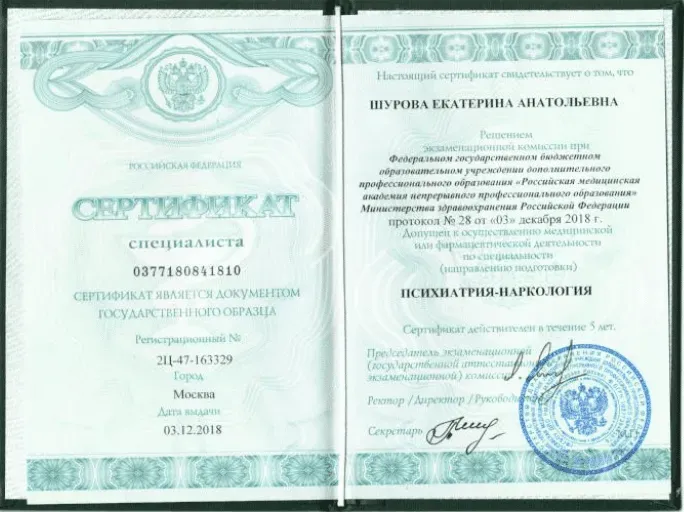 РОССИЙСКАЯ ФЕДЕРАЦИЯ
СЕРТИФИКАТ
специалиста
0377180841810
СЕРТИФИКАТ ЯВЛЯЕТСЯ ДОКУМЕНТОМ
ГОСУДАРСТВЕННОГО ОБРАЗЦА
Регистрационный №
2Ц-47-163329
Город
Москва
Дата выдачи
03.12.2018
Настоящий сертификат свидетельствует о том, что
ШУРОВА ЕКАТЕРИНА АНАТОЛЬЕВНА
Решением
экзаменационной комиссии при
Федеральном государственном бюджетном
образовательном учреждении дополнительного
профессионального образования «Российская медицинская
академия непрерывного профессионального образования»
Министерства здравоохранения Российской Федерации
протокол № 28 от «03» декабря 2018 г.
Допущен к осуществлению медицинской
или фармацевтической деятельности
по специальности
(направлению подготовки)
ПСИХИАТРИЯ-НАРКОЛОГИЯ
Сертификат действителен в течение 5 лет.
Председатель экзаменационной
(государственной аттестационной
экзаменационной) комиссии
Ректор /Директор /Руководитель
Секретарь